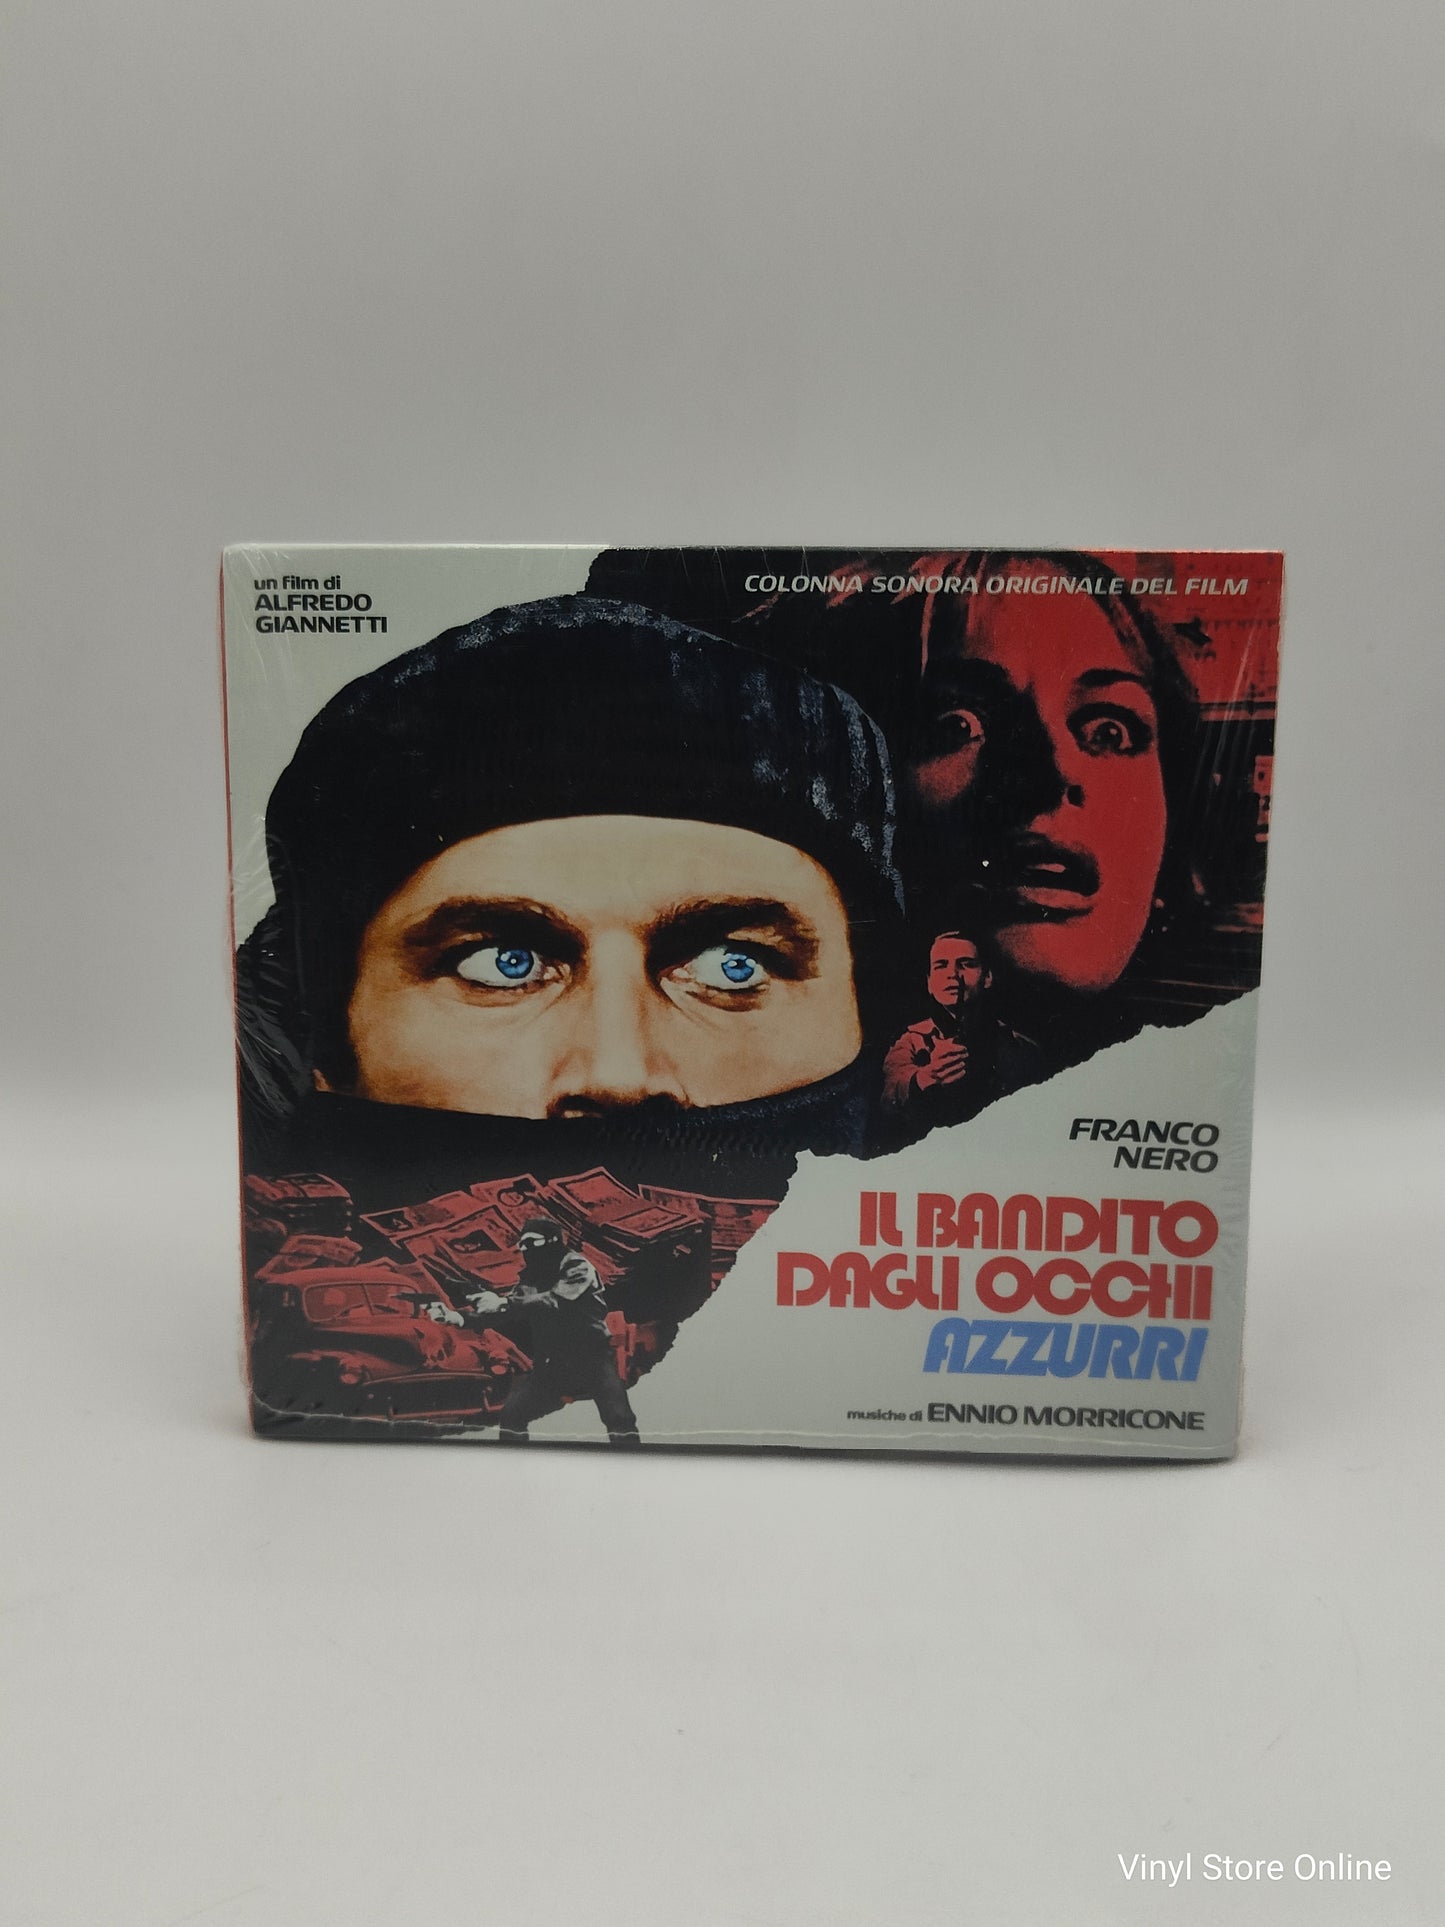 un film di
ALFREDO
GIANNETTI
COLONNA SONORA ORIGINALE DEL FILM
FRANCO
NERO
IL BANDITO
DAGLI OCCHI
AZZURRI
musiche di ENNIO MORRICONE
Vinyl Store Online